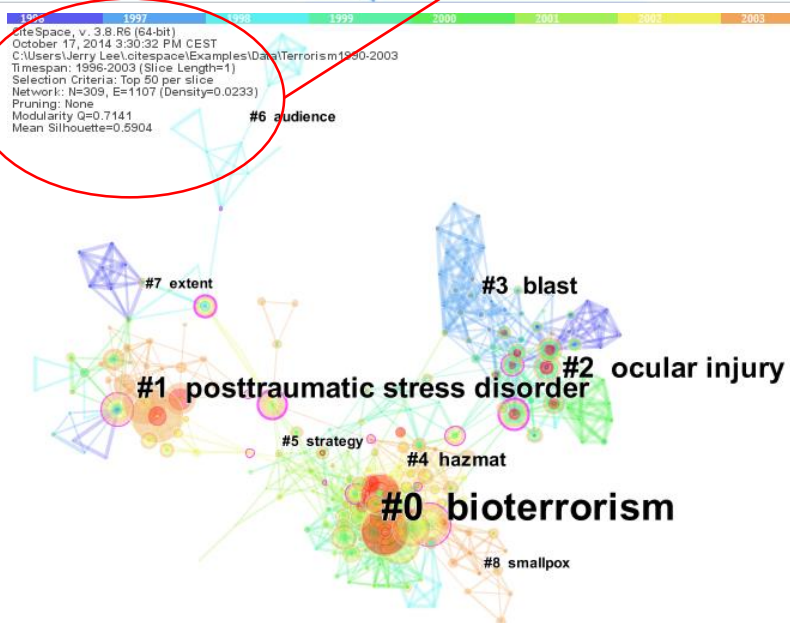 1996 1997 1998 1999 2000 2001 2002 2003
CiteSpace, v. 3.8.R6 (64-bit)
October 17, 2014 3:30:32 PM CEST
C:\Users\Jerry Lee\.citespace\Examples\Data\Terrorism1990-2003
Timespan: 1996-2003 (Slice Length=1)
Selection Criteria: Top 50 per slice
Network: N=309, E=1107 (Density=0.0233)
Pruning: None
Modularity Q=0.7141
Mean Silhouette=0.5904
#6 audience
#7 extent
#3 blast
#2 ocular injury
#1 posttraumatic stress disorder
#5 strategy
#4 hazmat
#0 bioterrorism
#8 smallpox